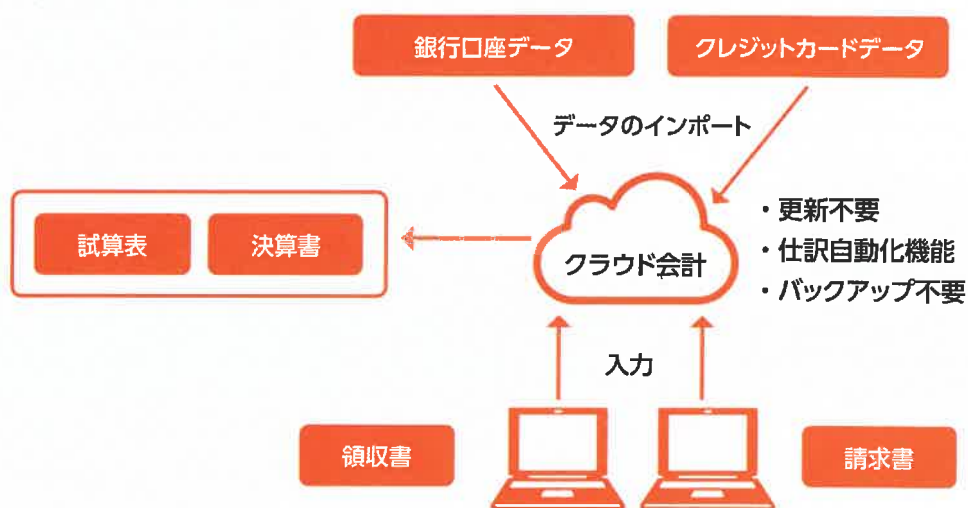 銀行口座データ
クレジットカードデータ
データのインポート
試算表
決算書
クラウド会計
・更新不要
・仕訳自動化機能
・バックアップ不要
入力
領収書
請求書